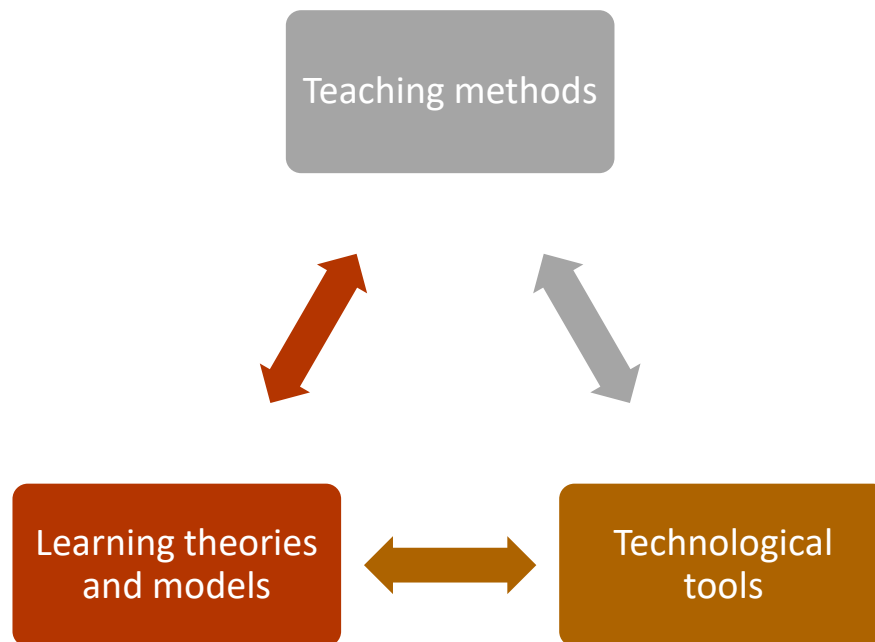 Teaching methods
Learning theories
and models
Technological
tools